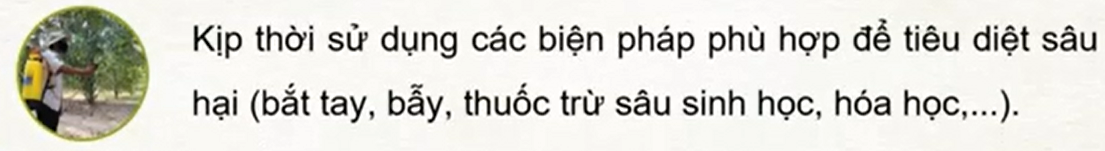 Kịp thời sử dụng các biện pháp phù hợp để tiêu diệt sâu
hại (bắt tay, bẫy, thuốc trừ sâu sinh học, hóa học,...).